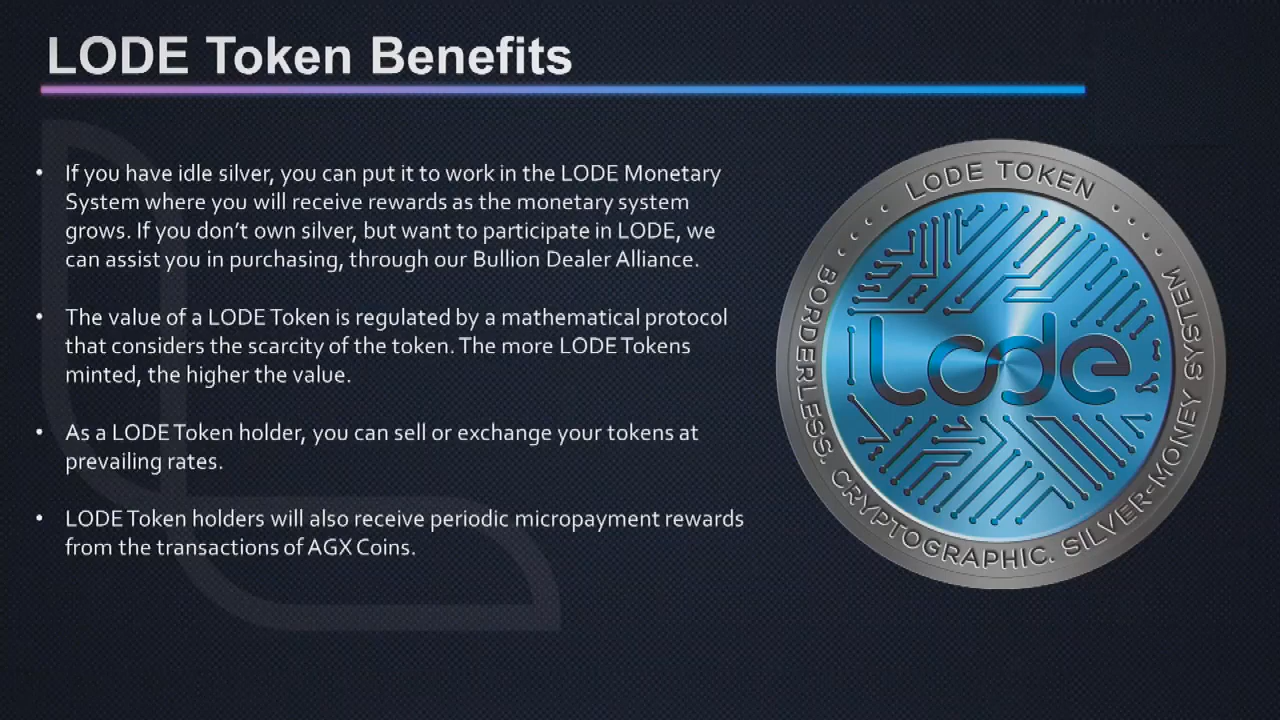 LODE Token Benefits
• If you have idle silver, you can put it to work in the LODE Monetary
System where you will receive rewards as the monetary system
grows. If you don’t own silver, but want to participate in LODE, we
can assist you in purchasing, through our Bullion Dealer Alliance.
• The value of a LODE Token is regulated by a mathematical protocol
that considers the scarcity of the token. The more LODE Tokens
minted, the higher the value.
• As a LODE Token holder, you can sell or exchange your tokens at
prevailing rates.
• LODE Token holders will also receive periodic micropayment rewards
from the transactions of AGX Coins.
LODE TOKEN
Lode
BORDERLESS. CRYPTOGRAPHIC. SILVER-MONEY SYSTEM